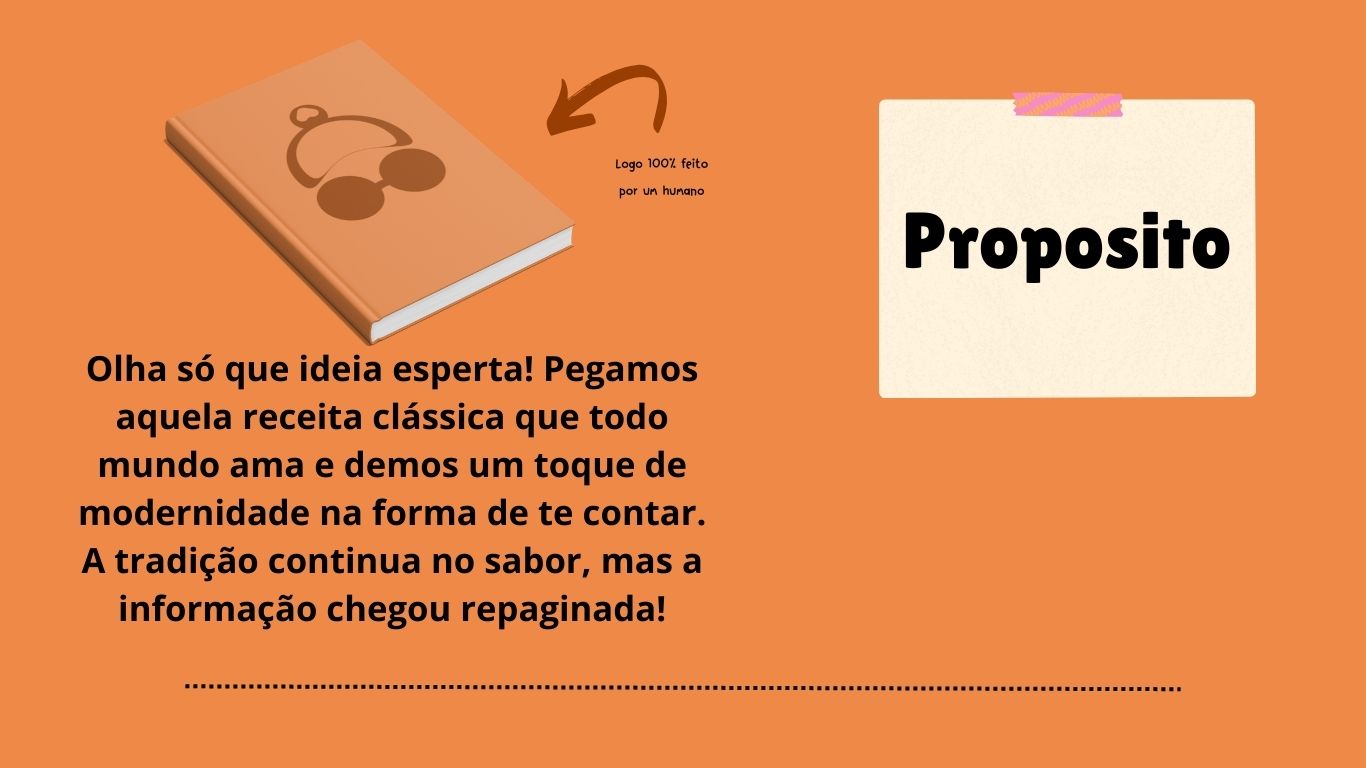 Logo 100% feito
por um humano
Proposito
Olha só que ideia esperta! Pegamos
aquela receita clássica que todo
mundo ama e demos um toque de
modernidade na forma de te contar.
A tradição continua no sabor, mas a
informação chegou repaginada!